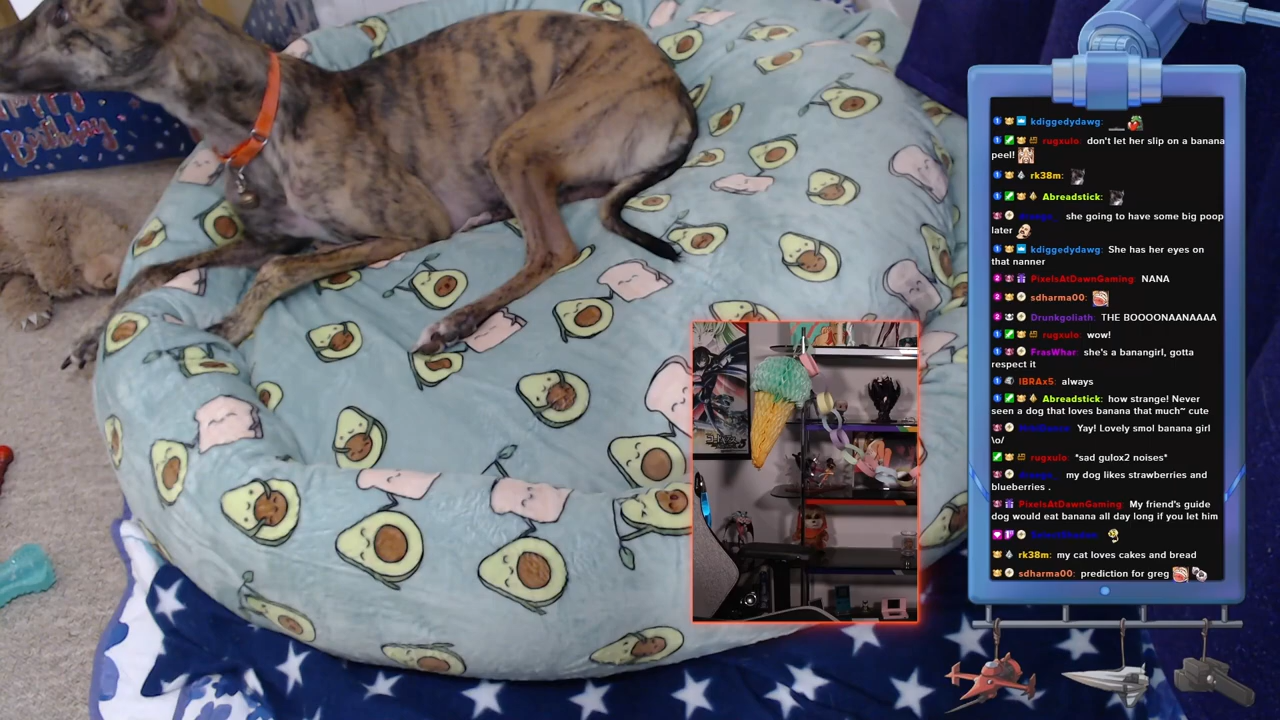 Happy
Birthday
kdiggedydawg:
rugxulo: don't let her slip on a banana
peel!
rk38m:
Abreadstick:
she going to have some big poop
later
kdiggedydawg: She has her eyes on
that nanner
PixelsAtDawnGaming: NANA
sdharma00:
Drunkgoliath: THE BOOOONAANAAAA
rugxulo: wow!
FrasWhar: she's a banangirl, gotta
respect it
IBRAx5: always
Abreadstick: how strange! Never
seen a dog that loves banana that much~ cute
Yay! Lovely smol banana girl
\o/
rugxulo: *sad gulox2 noises*
my dog likes strawberries and
blueberries .
PixelsAtDawnGaming: My friend's guide
dog would eat banana all day long if you let him
rk38m: my cat loves cakes and bread
sdharma00: prediction for greg